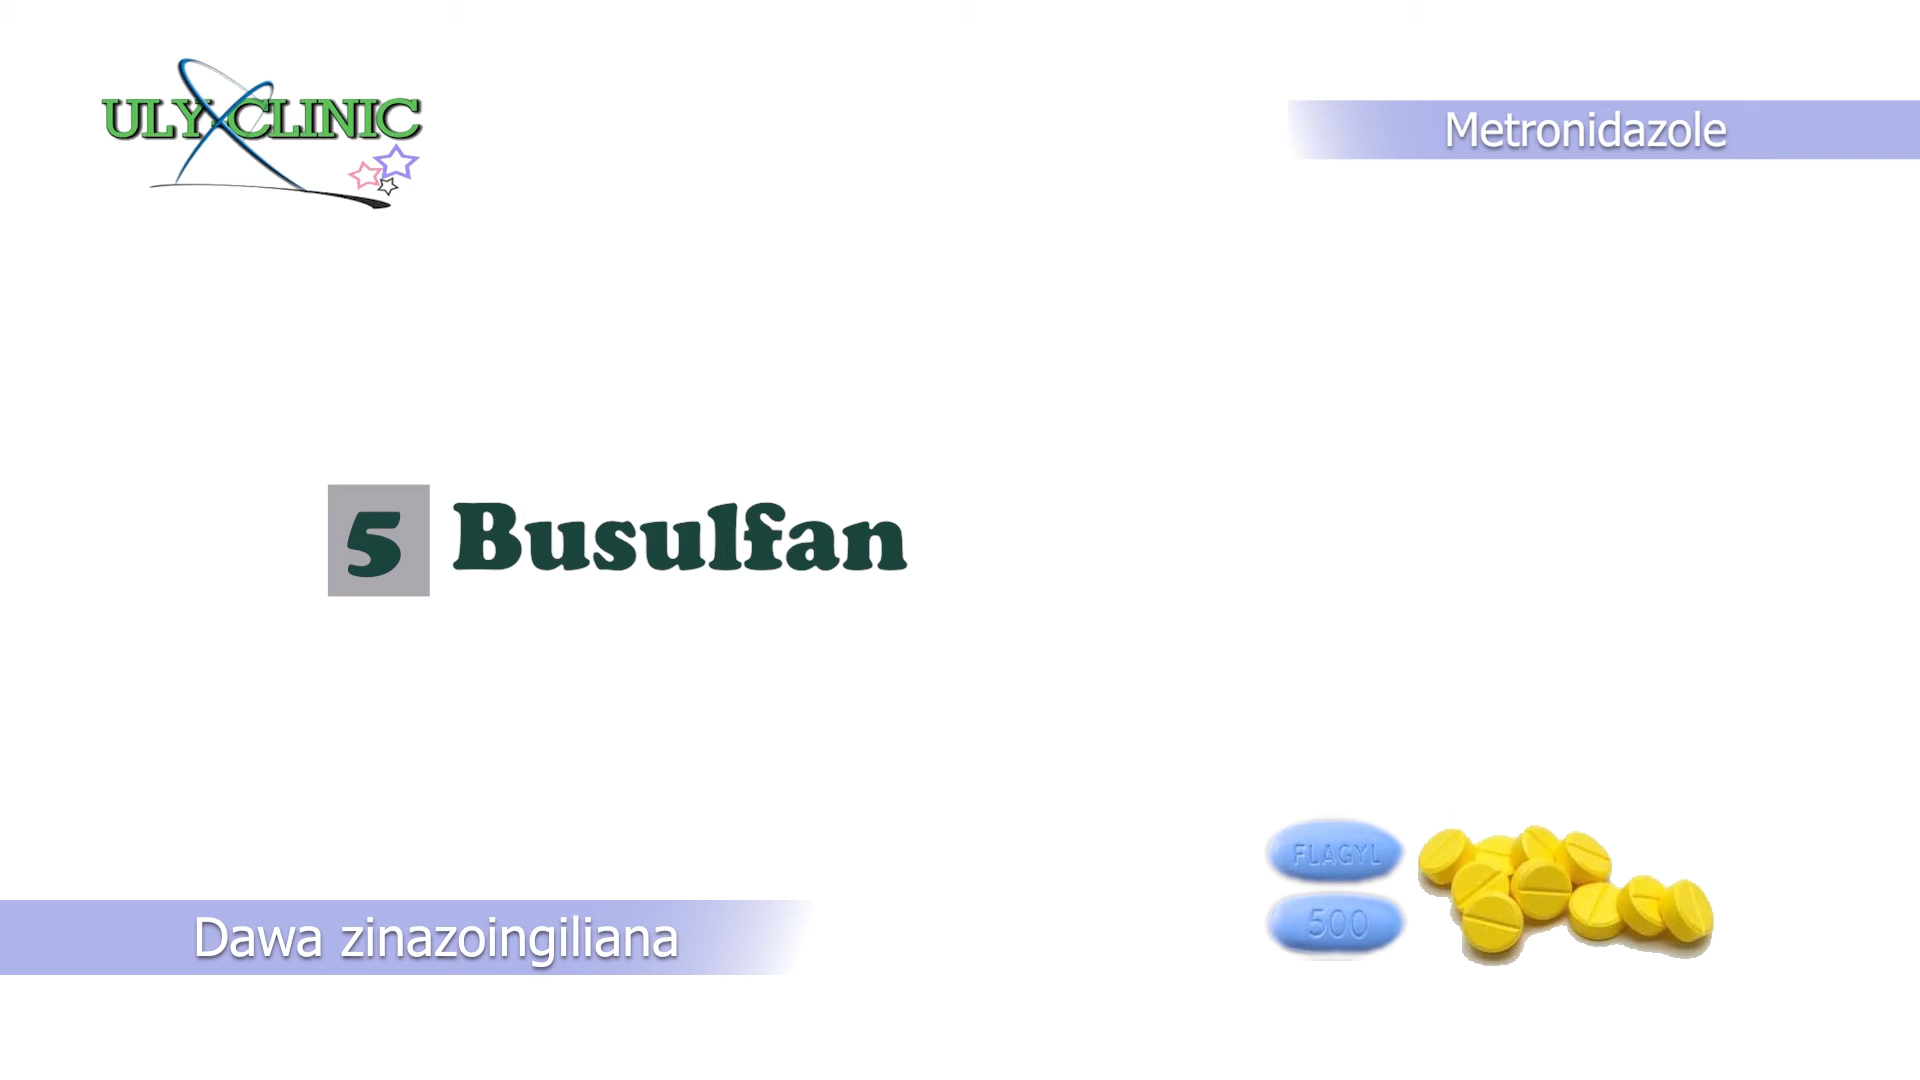 ULY CLINIC
Metronidazole
5 Busulfan
FLAGYL
500
Dawa zinazoingiliana